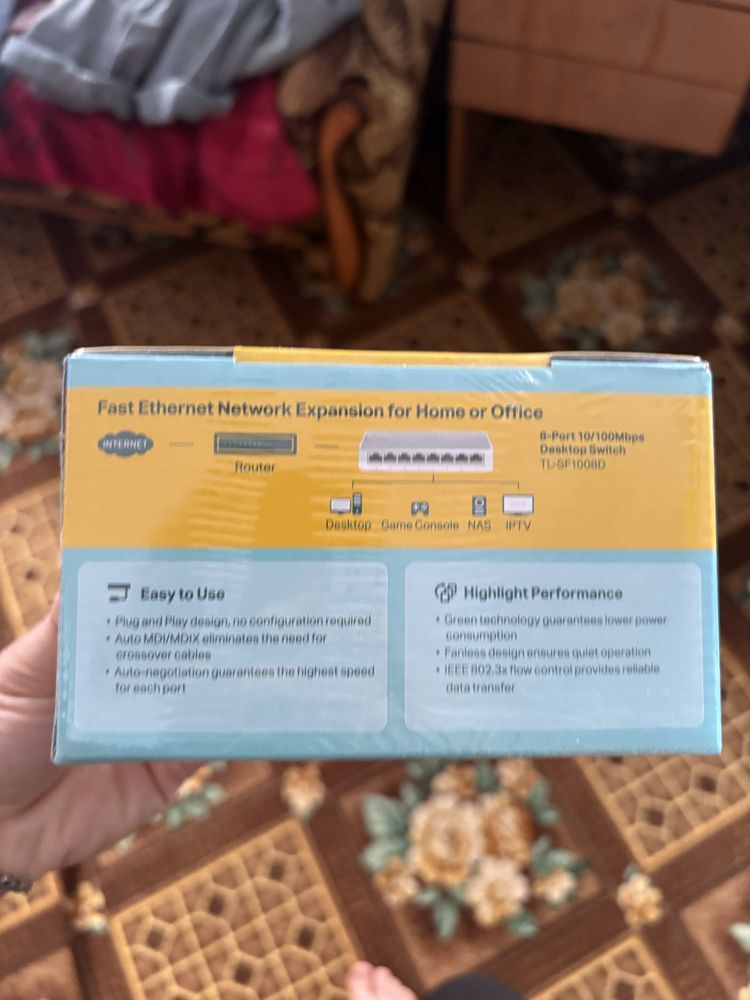 Fast Ethernet Network Expansion for Home or Office
INTERNET
Router
8-Port 10/100Mbps
Desktop Switch
TL-SF1008D
Desktop Game Console NAS IPTV
Easy to Use
• Plug and Play design, no configuration required
• Auto MDI/MDIX eliminates the need for
crossover cables
• Auto-negotiation guarantees the highest speed
for each port
Highlight Performance
• Green technology guarantees lower power
consumption
• Fanless design ensures quiet operation
• IEEE 802.3x flow control provides reliable
data transfer